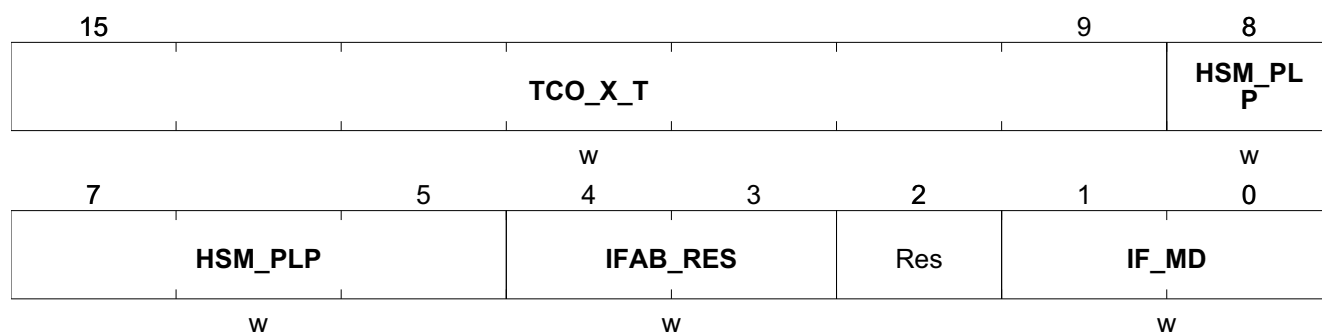 15 9 8
TCO_X_T HSM_PL
P
w w
7 5 4 3 2 1 0
HSM_PLP IFAB_RES Res IF_MD
w w w